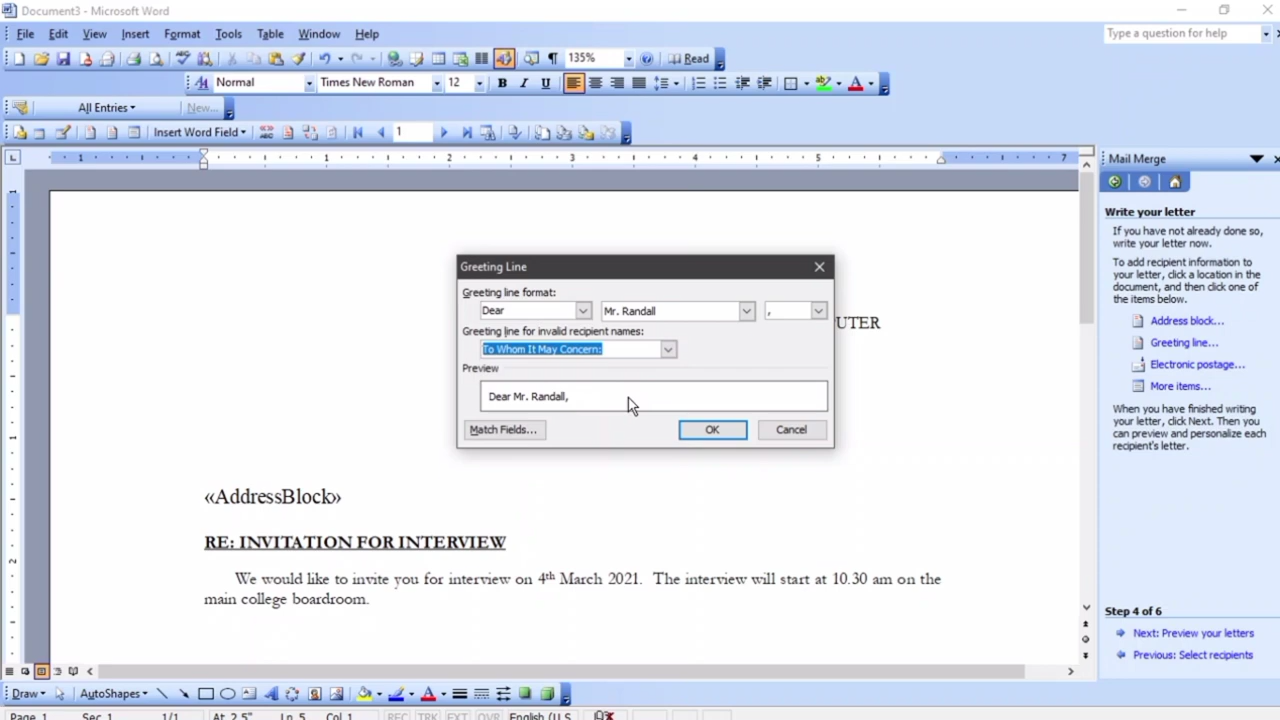 Document3 - Microsoft Word
File Edit View Insert Format Tools Table Window Help
Type a question for help
135% Read
Normal Times New Roman 12 B I U A
All Entries New...
Insert Word Field 1
1 1 2 3 4 5 7
Mail Merge
Write your letter
If you have not already done so,
write your letter now.
To add recipient information to
your letter, click a location in the
document, and then click one of
the items below.
Address block...
Greeting line...
Electronic postage...
More items...
When you have finished writing
your letter, click Next. Then you
can preview and personalize each
recipient's letter.
Step 4 of 6
Next: Preview your letters
Previous: Select recipients
Greeting Line
Greeting line format:
Dear Mr. Randall ,
Greeting line for invalid recipient names:
To Whom It May Concern:
Preview
Dear Mr. Randall,
Match Fields... OK Cancel
UTER
«AddressBlock»
RE: INVITATION FOR INTERVIEW
We would like to invite you for interview on 4th March 2021. The interview will start at 10.30 am on the
main college boardroom.
Draw AutoShapes
Page 1 Sec 1 1/1 At 2.5" Ln 5 Col 1 REC TRK EXT OVR English (U.S